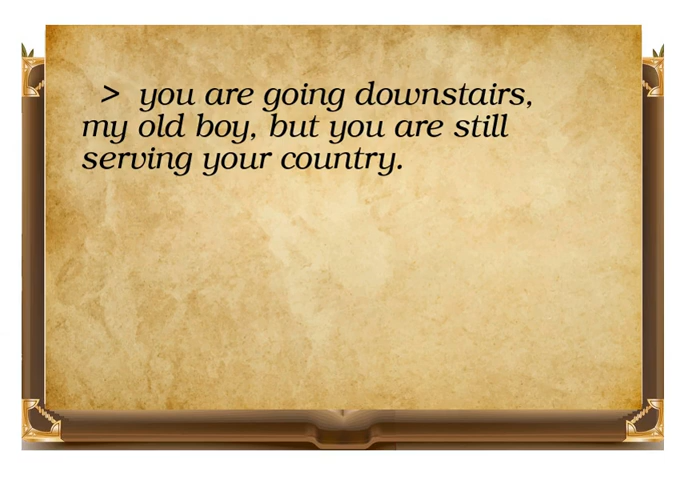 > you are going downstairs,
my old boy, but you are still
serving your country.